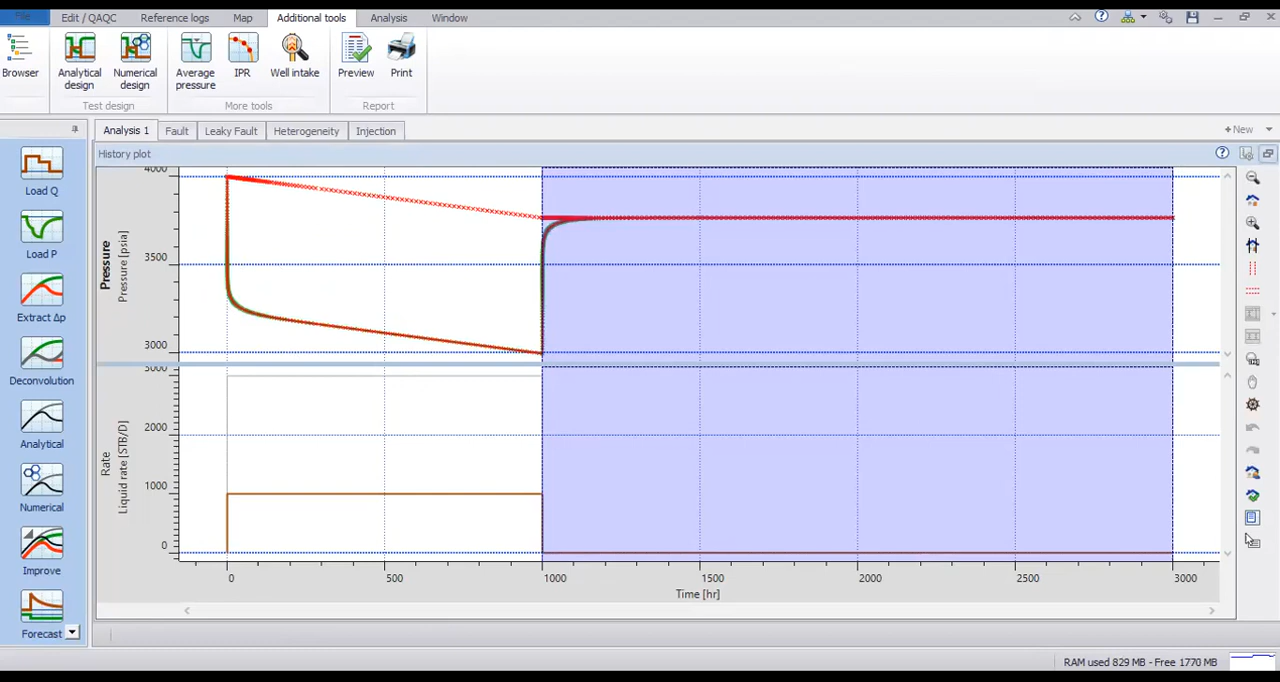 File Edit / QAQC Reference logs Map Additional tools Analysis Window
Browser Analytical design Numerical design Average pressure IPR Well intake Preview Print
Test design More tools Report
Analysis 1 Fault Leaky Fault Heterogeneity Injection + New
History plot
Load Q
Load P
Extract Δp
Deconvolution
Analytical
Numerical
Improve
Forecast
4000
3500
3000
Pressure
Pressure [psia]
3000
2000
1000
0
Rate
Liquid rate [STB/D]
0 500 1000 1500 2000 2500 3000
Time [hr]
RAM used 829 MB - Free 1770 MB